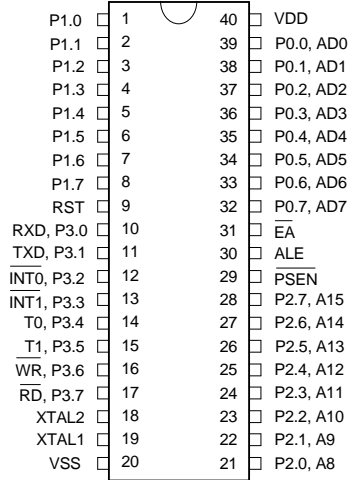 P1.0 1 40 VDD
P1.1 2 39 P0.0, AD0
P1.2 3 38 P0.1, AD1
P1.3 4 37 P0.2, AD2
P1.4 5 36 P0.3, AD3
P1.5 6 35 P0.4, AD4
P1.6 7 34 P0.5, AD5
P1.7 8 33 P0.6, AD6
RST 9 32 P0.7, AD7
RXD, P3.0 10 31 EA
TXD, P3.1 11 30 ALE
INT0, P3.2 12 29 PSEN
INT1, P3.3 13 28 P2.7, A15
T0, P3.4 14 27 P2.6, A14
T1, P3.5 15 26 P2.5, A13
WR, P3.6 16 25 P2.4, A12
RD, P3.7 17 24 P2.3, A11
XTAL2 18 23 P2.2, A10
XTAL1 19 22 P2.1, A9
VSS 20 21 P2.0, A8